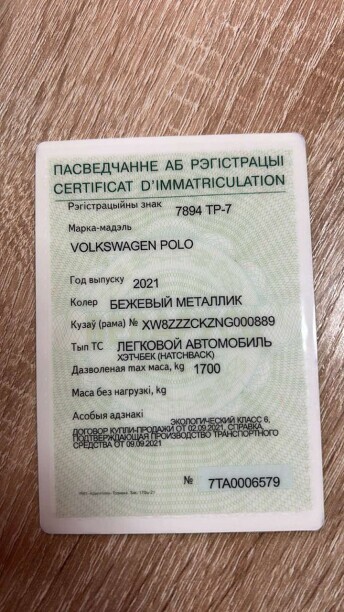 ПАСВЕДЧАННЕ АБ РЭГІСТРАЦЫІ
CERTIFICAT D'IMMATRICULATION
Рэгістрацыйны знак 7894 ТР-7
Марка-мадэль
VOLKSWAGEN POLO
Год выпуску 2021
Колер БЕЖЕВЫЙ МЕТАЛЛИК
Кузаў (рама) № XW8ZZZCKZNG000889
Тып ТС ЛЕГКОВОЙ АВТОМОБИЛЬ
ХЭТЧБЕК (HATCHBACK)
Дазволеная max маса, kg 1700
Маса без нагрузкі, kg
Асобыя адзнакі
ЭКОЛОГИЧЕСКИЙ КЛАСС 6,
ДОГОВОР КУПЛИ-ПРОДАЖИ ОТ 02.09.2021, СПРАВКА,
ПОДТВЕРЖДАЮЩАЯ ПРОИЗВОДСТВО ТРАНСПОРТНОГО
СРЕДСТВА ОТ 09.09.2021
№ 7TA0006579